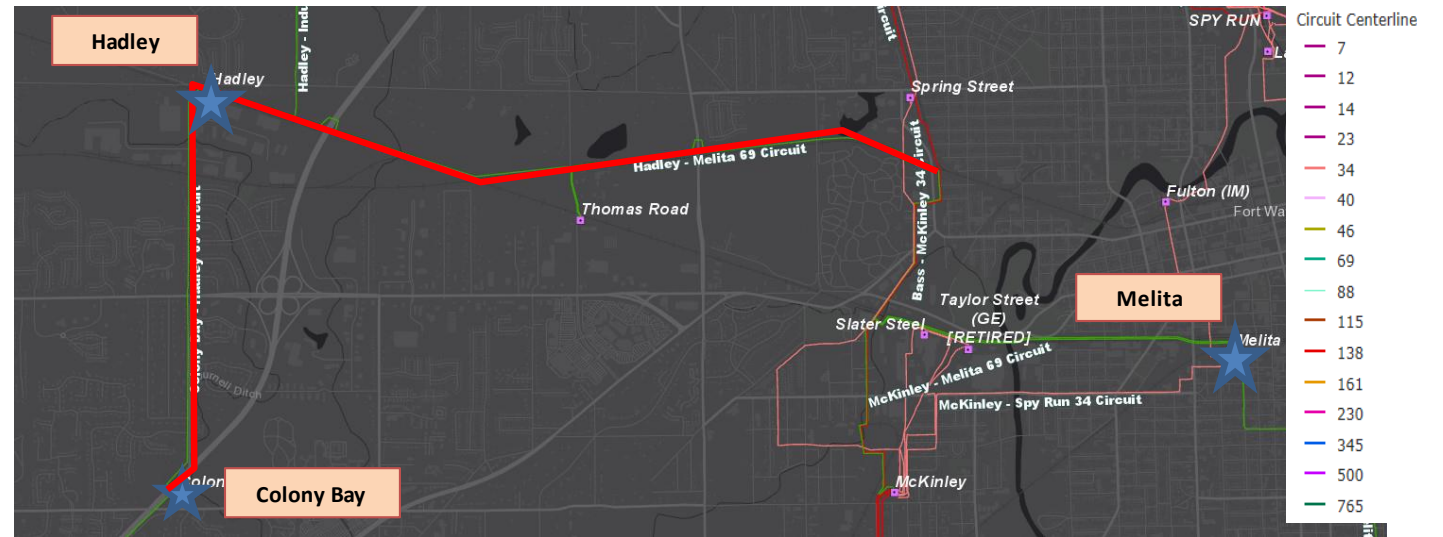 Hadley
SPY RUN
Circuit Centerline
7
12
14
23
34
40
46
69
88
115
138
161
230
345
500
765
Hadley
Hadley - Indu
rcuit
Spring Street
Hadley - Melita 69 Circuit
Bass - McKinley 34 Circuit
Thomas Road
Fulton (IM)
Fort Wa
Melita
Taylor Street
(GE)
[RETIRED]
Slater Steel
Melita
McKinley - Melita 69 Circuit
McKinley - Spy Run 34 Circuit
Colony Bay
McKinley